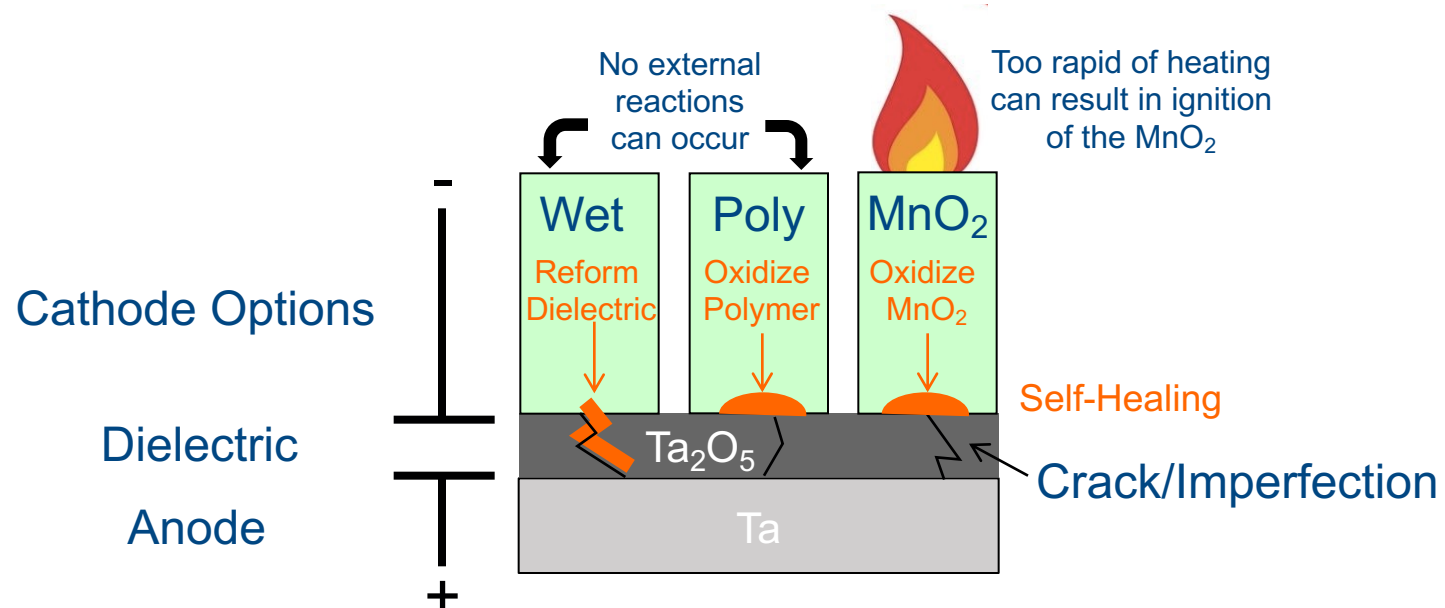 No external
reactions
can occur
Too rapid of heating
can result in ignition
of the MnO₂
-
Wet
Poly
MnO₂
Reform
Dielectric
Oxidize
Polymer
Oxidize
MnO₂
Cathode Options
Self-Healing
Dielectric
Ta₂O₅
Crack/Imperfection
Anode
Ta
+